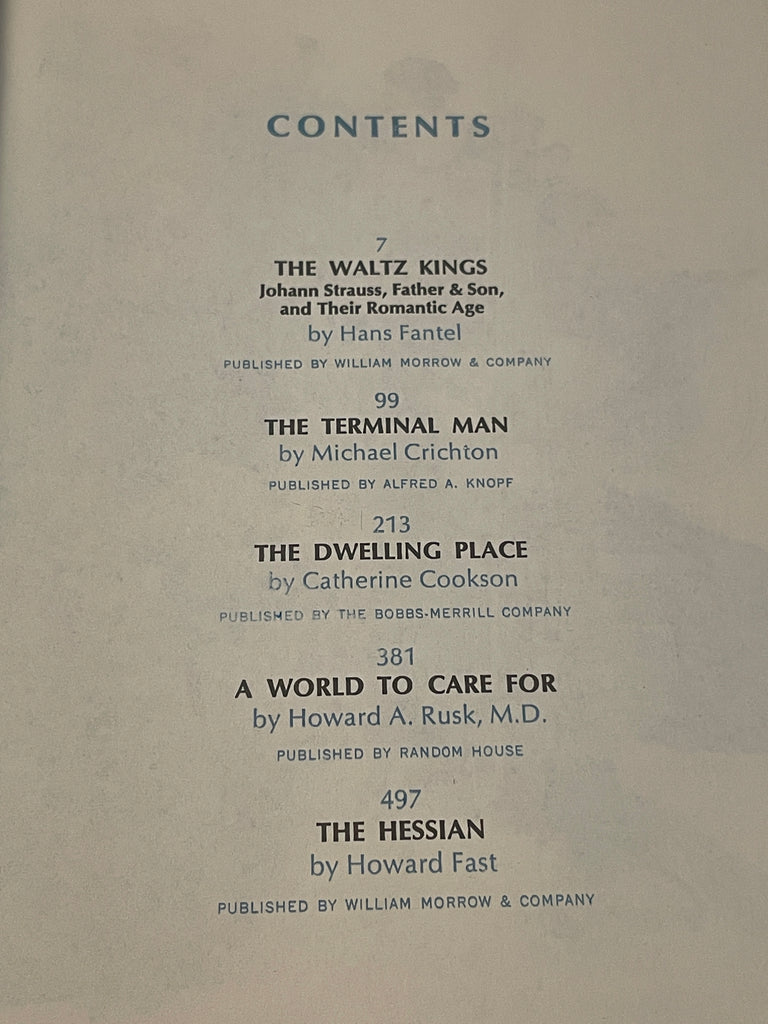 CONTENTS
7
THE WALTZ KINGS
Johann Strauss, Father & Son,
and Their Romantic Age
by Hans Fantel
PUBLISHED BY WILLIAM MORROW & COMPANY
99
THE TERMINAL MAN
by Michael Crichton
PUBLISHED BY ALFRED A. KNOPF
213
THE DWELLING PLACE
by Catherine Cookson
PUBLISHED BY THE BOBBS-MERRILL COMPANY
381
A WORLD TO CARE FOR
by Howard A. Rusk, M.D.
PUBLISHED BY RANDOM HOUSE
497
THE HESSIAN
by Howard Fast
PUBLISHED BY WILLIAM MORROW & COMPANY